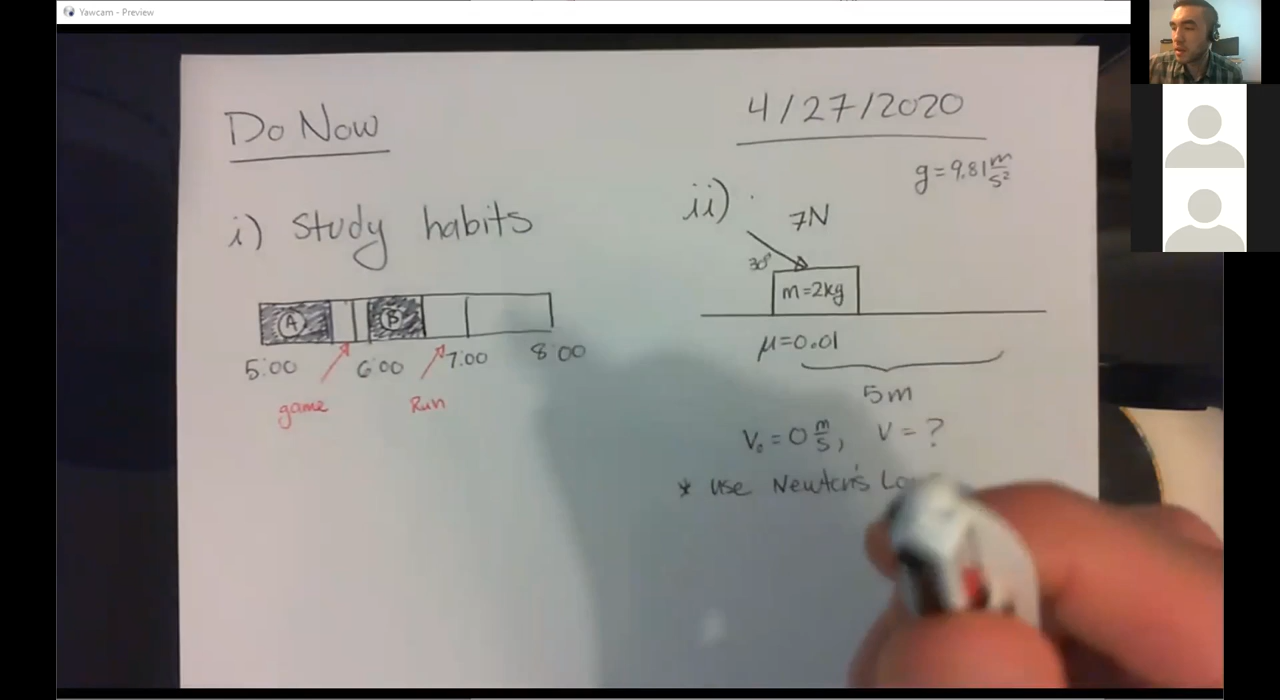 Yawcam - Preview
Do Now
4/27/2020
g=9.81 m/s²
i) Study habits
ii)
7N
30°
m=2kg
A
B
μ=0.01
5:00
6:00
7:00
8:00
5m
game
Run
V₀=0 m/s, V=?
* use Newton's